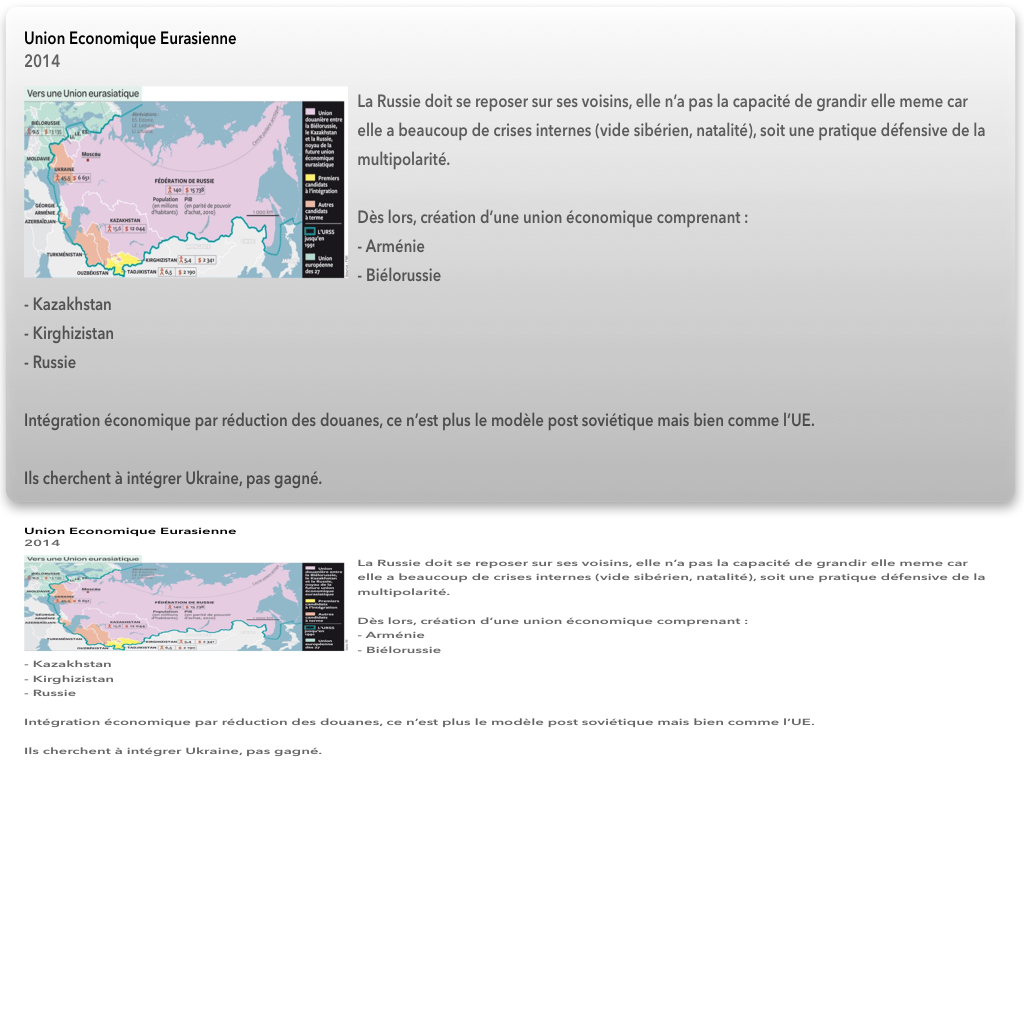 Union Economique Eurasienne
2014
Vers une Union eurasiatique
La Russie doit se reposer sur ses voisins, elle n’a pas la capacité de grandir elle meme car
elle a beaucoup de crises internes (vide sibérien, natalité), soit une pratique défensive de la
multipolarité.
Dès lors, création d’une union économique comprenant :
- Arménie
- Biélorussie
BIÉLORUSSIE
MOLDAVIE
Moscou
UKRAINE
45,5 6 651
FÉDÉRATION DE RUSSIE
140 15 738
Population
(en millions
d'habitants)
PIB
(en parité de pouvoir
d'achat, 2010)
1 000 km
GÉORGIE
ARMÉNIE
AZERBAÏDJAN
KAZAKHSTAN
15,6 12 044
TURKMÉNISTAN
KIRGHIZISTAN 5,4 2 341
OUZBÉKISTAN
TADJIKISTAN 6,5 2 190
Union
douanière entre
la Biélorussie,
le Kazakhstan
et la Russie,
noyau de la
future union
économique
eurasiatique
Premiers
candidats
à l'intégration
Autres
candidats
à terme
L'URSS
jusqu'en
1991
Union
européenne
des 27
- Kazakhstan
- Kirghizistan
- Russie
Intégration économique par réduction des douanes, ce n’est plus le modèle post soviétique mais bien comme l’UE.
Ils cherchent à intégrer Ukraine, pas gagné.
Union Economique Eurasienne
2014
Vers une Union eurasiatique
La Russie doit se reposer sur ses voisins, elle n’a pas la capacité de grandir elle meme car
elle a beaucoup de crises internes (vide sibérien, natalité), soit une pratique défensive de la
multipolarité.
Dès lors, création d’une union économique comprenant :
- Arménie
- Biélorussie
- Kazakhstan
- Kirghizistan
- Russie
Intégration économique par réduction des douanes, ce n’est plus le modèle post soviétique mais bien comme l’UE.
Ils cherchent à intégrer Ukraine, pas gagné.